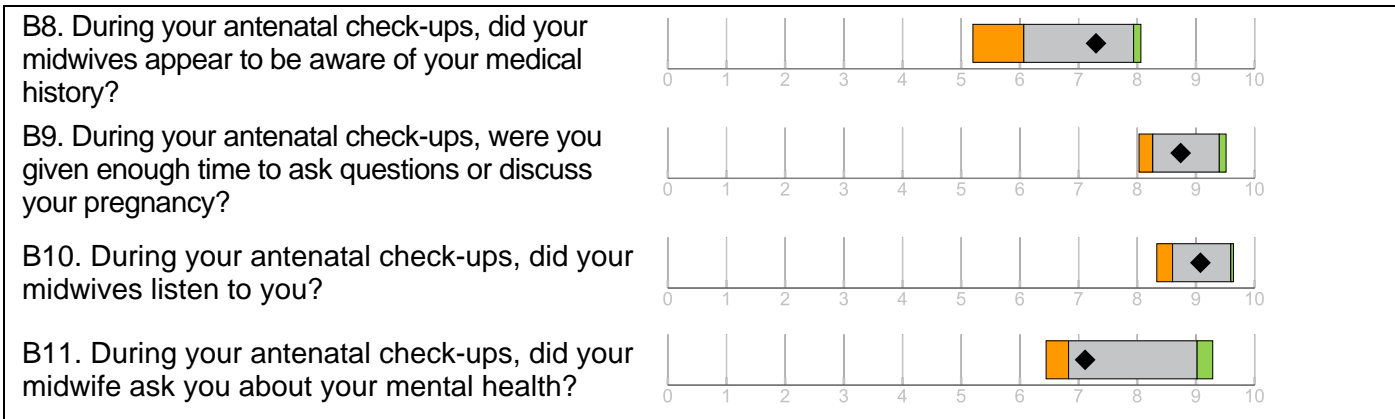 B8. During your antenatal check-ups, did your
midwives appear to be aware of your medical
history?
0 1 2 3 4 5 6 7 8 9 10
B9. During your antenatal check-ups, were you
given enough time to ask questions or discuss
your pregnancy?
0 1 2 3 4 5 6 7 8 9 10
B10. During your antenatal check-ups, did your
midwives listen to you?
0 1 2 3 4 5 6 7 8 9 10
B11. During your antenatal check-ups, did your
midwife ask you about your mental health?
0 1 2 3 4 5 6 7 8 9 10